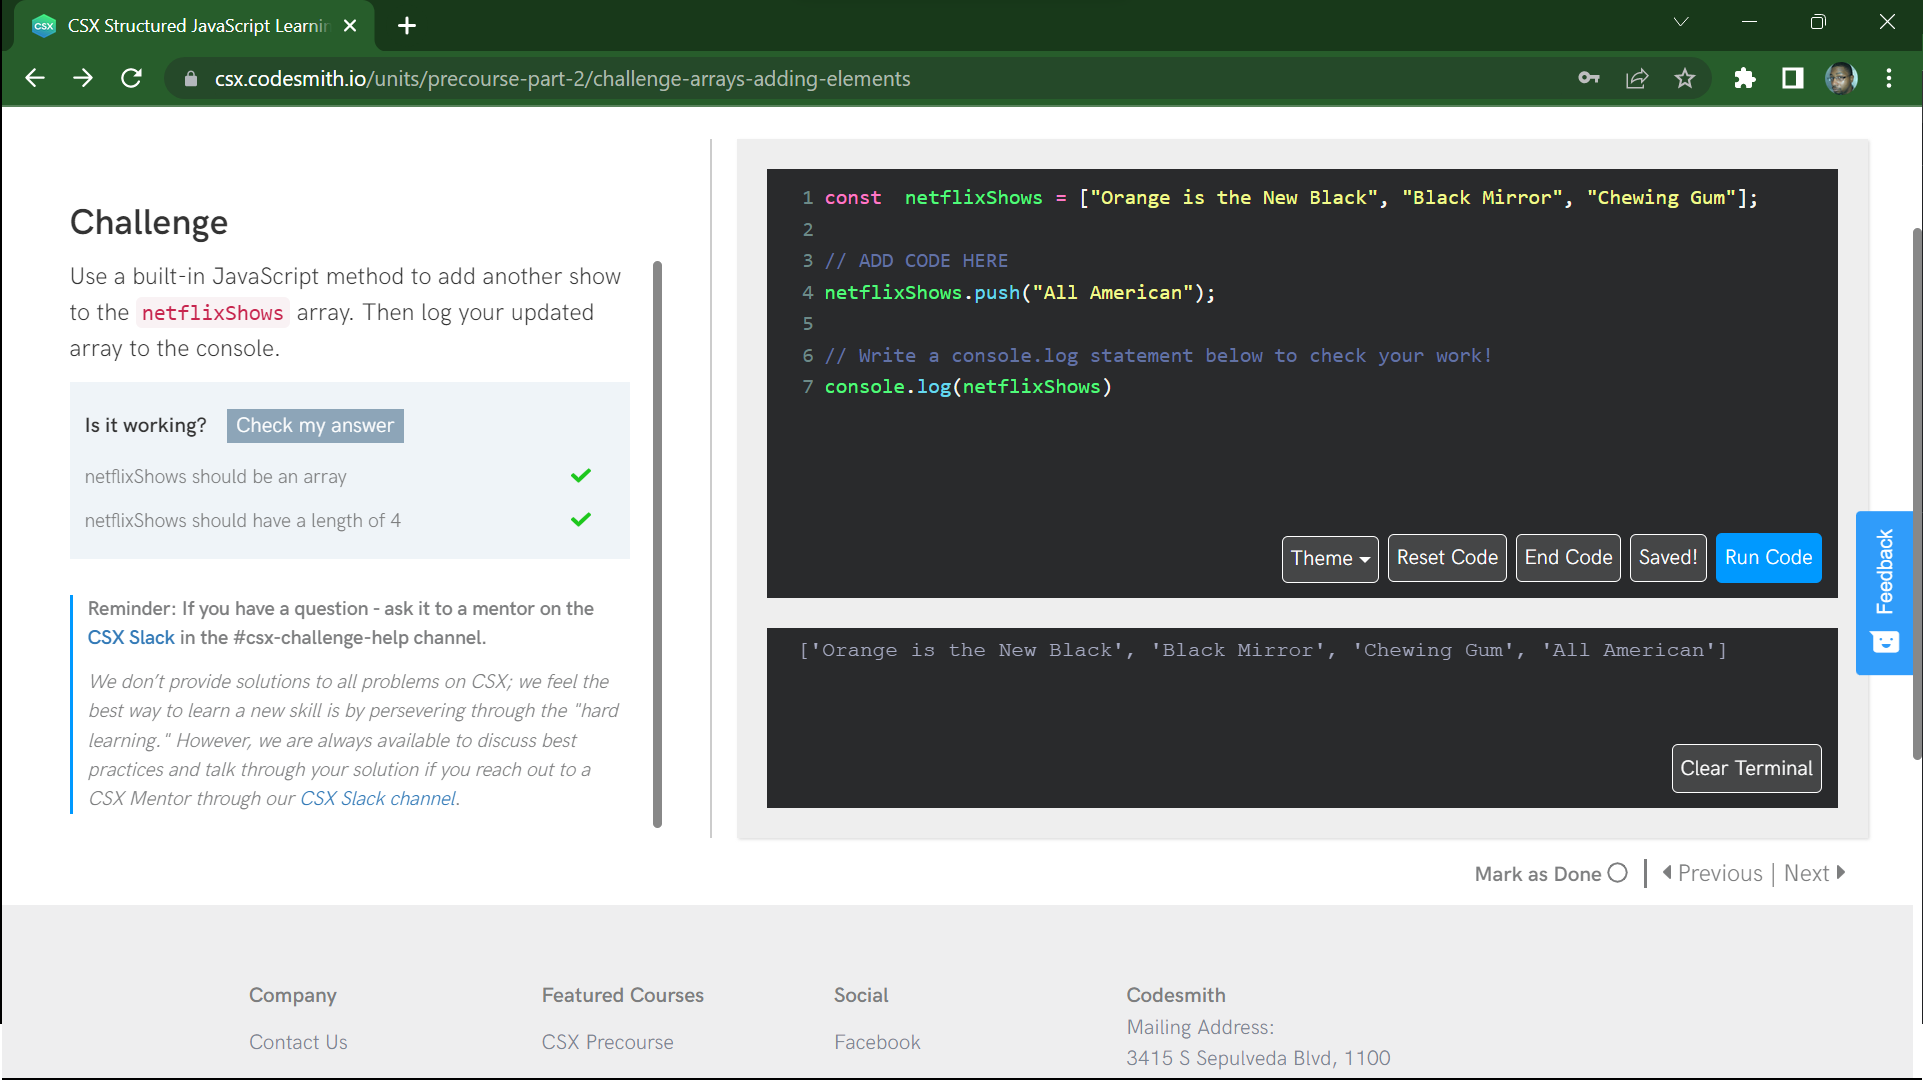 CSX Structured JavaScript Learnin
csx.codesmith.io/units/precourse-part-2/challenge-arrays-adding-elements
Challenge
Use a built-in JavaScript method to add another show
to the netflixShows array. Then log your updated
array to the console.
Is it working? Check my answer
netflixShows should be an array
netflixShows should have a length of 4
Reminder: If you have a question - ask it to a mentor on the
CSX Slack in the #csx-challenge-help channel.
We don't provide solutions to all problems on CSX; we feel the
best way to learn a new skill is by persevering through the "hard
learning." However, we are always available to discuss best
practices and talk through your solution if you reach out to a
CSX Mentor through our CSX Slack channel.
1 const  netflixShows = ["Orange is the New Black", "Black Mirror", "Chewing Gum"];
2
3 // ADD CODE HERE
4 netflixShows.push("All American");
5
6 // Write a console.log statement below to check your work!
7 console.log(netflixShows)
Theme Reset Code End Code Saved! Run Code
['Orange is the New Black', 'Black Mirror', 'Chewing Gum', 'All American']
Clear Terminal
Feedback
Mark as Done | Previous | Next
Company
Contact Us
Featured Courses
CSX Precourse
Social
Facebook
Codesmith
Mailing Address:
3415 S Sepulveda Blvd, 1100